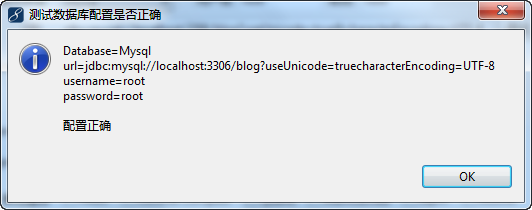 测试数据库配置是否正确
Database=Mysql
url=jdbc:mysql://localhost:3306/blog?useUnicode=truecharacterEncoding=UTF-8
username=root
password=root
配置正确
OK